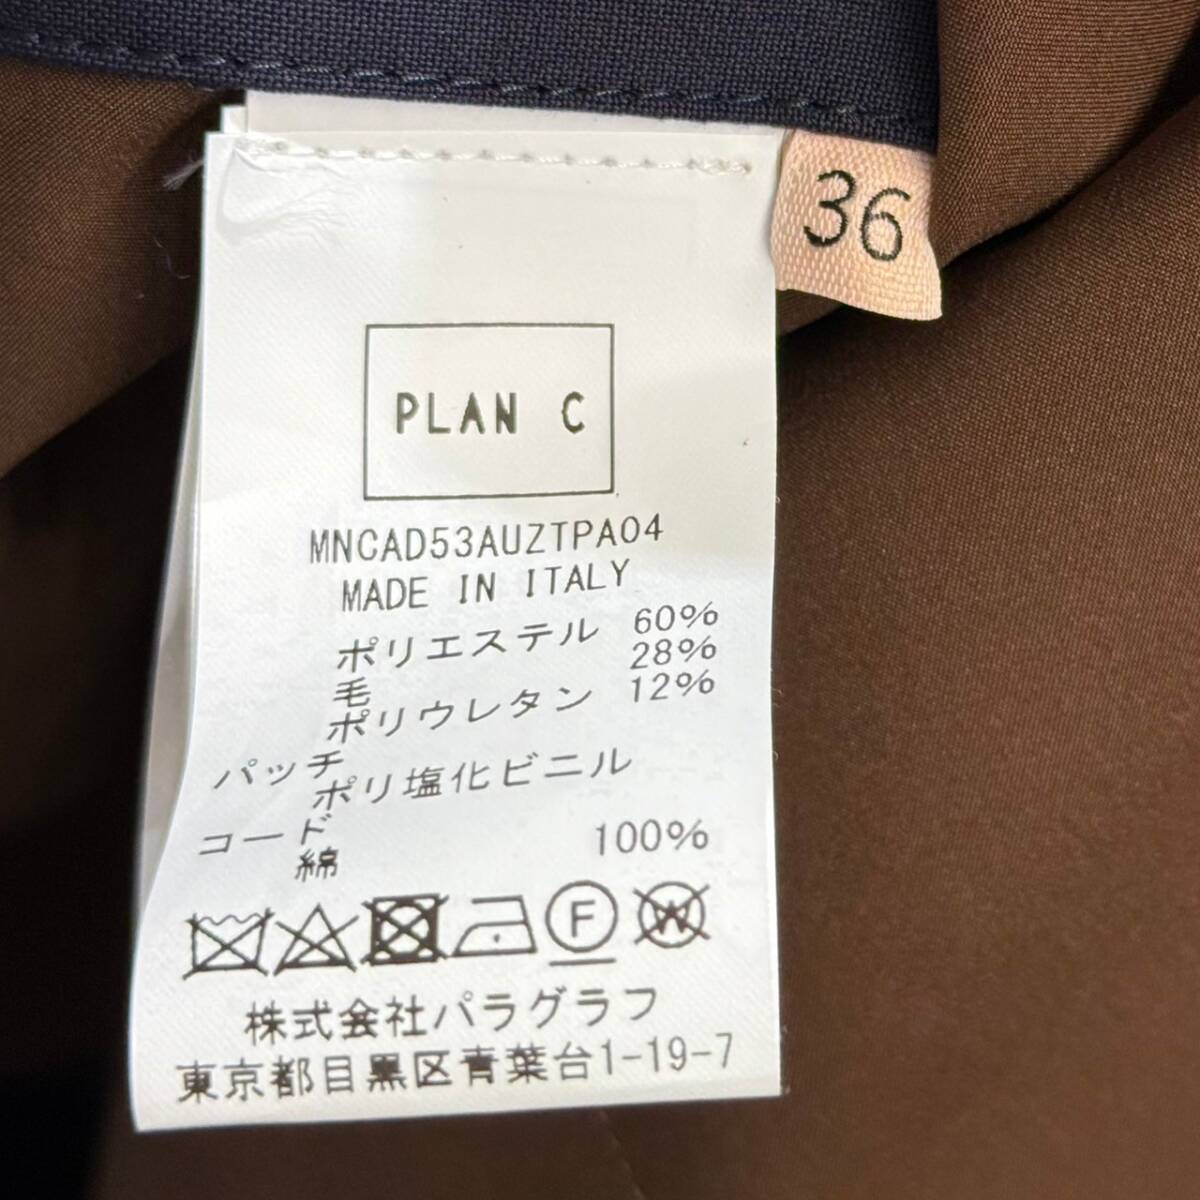 36
PLAN C
MNCAD53AUZTPA04
MADE IN ITALY
ポリエステル 60%
毛 28%
ポリウレタン 12%
パッチ
ポリ塩化ビニル
コード
綿 100%
F W
株式会社パラグラフ
東京都目黒区青葉台1-19-7